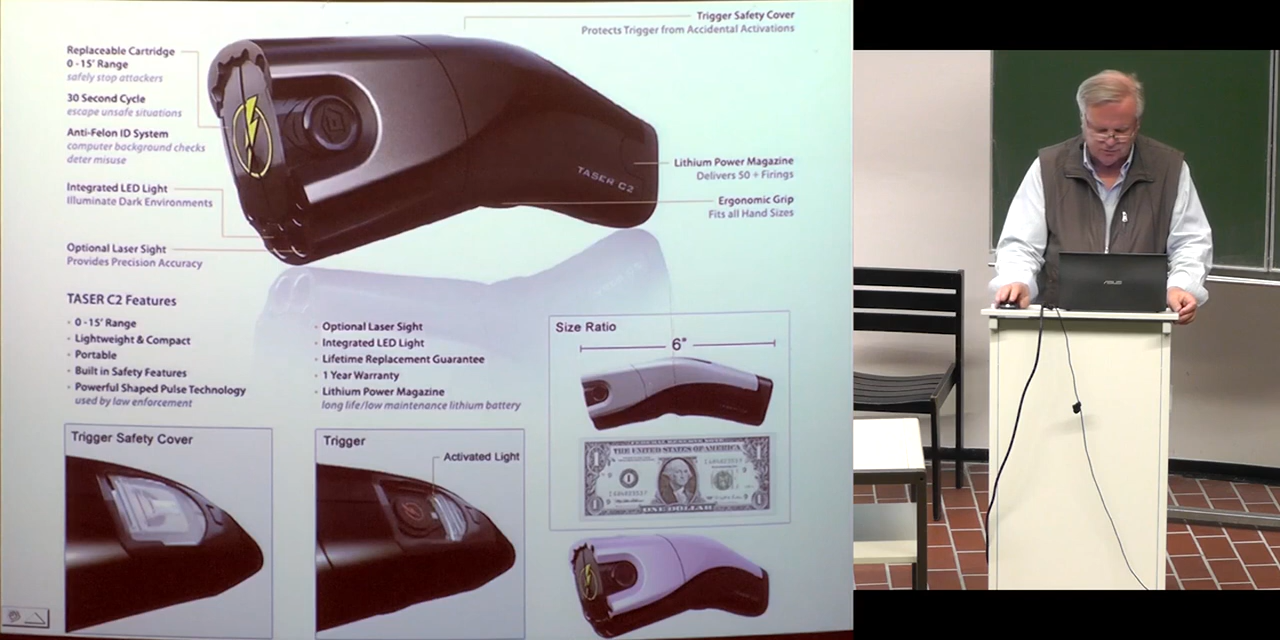 Trigger Safety Cover
Protects Trigger from Accidental Activations
Replaceable Cartridge
0 - 15' Range
safely stop attackers
30 Second Cycle
escape unsafe situations
Anti-Felon ID System
computer background checks
deter misuse
Integrated LED Light
Illuminate Dark Environments
Optional Laser Sight
Provides Precision Accuracy
TASER C2
Lithium Power Magazine
Delivers 50 + Firings
Ergonomic Grip
Fits all Hand Sizes
TASER C2 Features
• 0 -15' Range
• Lightweight & Compact
• Portable
• Built in Safety Features
• Powerful Shaped Pulse Technology
used by law enforcement
• Optional Laser Sight
• Integrated LED Light
• Lifetime Replacement Guarantee
• 1 Year Warranty
• Lithium Power Magazine
long life/low maintenance lithium battery
Size Ratio
6"
THE UNITED STATES OF AMERICA
ONE DOLLAR
Trigger Safety Cover
Trigger
Activated Light
ASUS